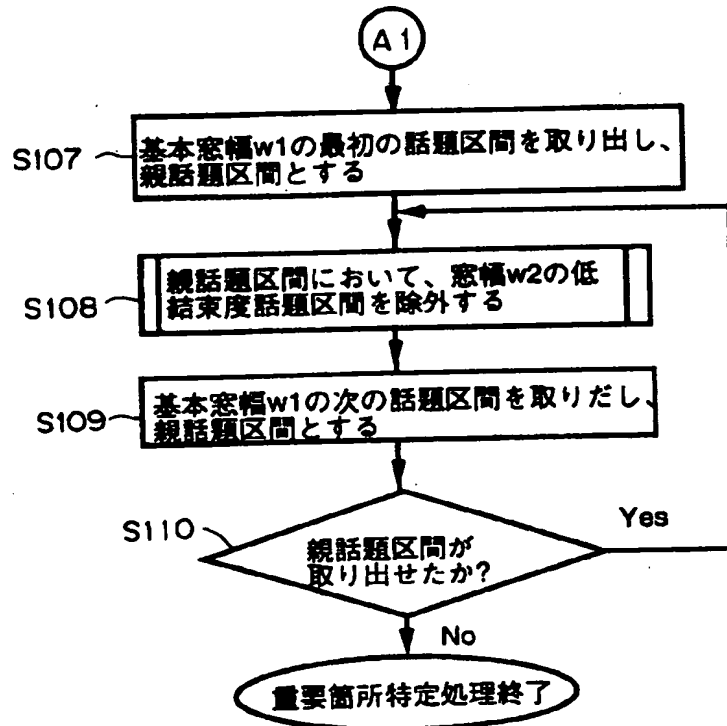 A1
S107
基本窓幅w1の最初の話題区間を取り出し、
親話題区間とする
S108
親話題区間において、窓幅w2の低
結束度話題区間を除外する
S109
基本窓幅w1の次の話題区間を取りだし、
親話題区間とする
S110
親話題区間が
取り出せたか?
Yes
No
重要箇所特定処理終了